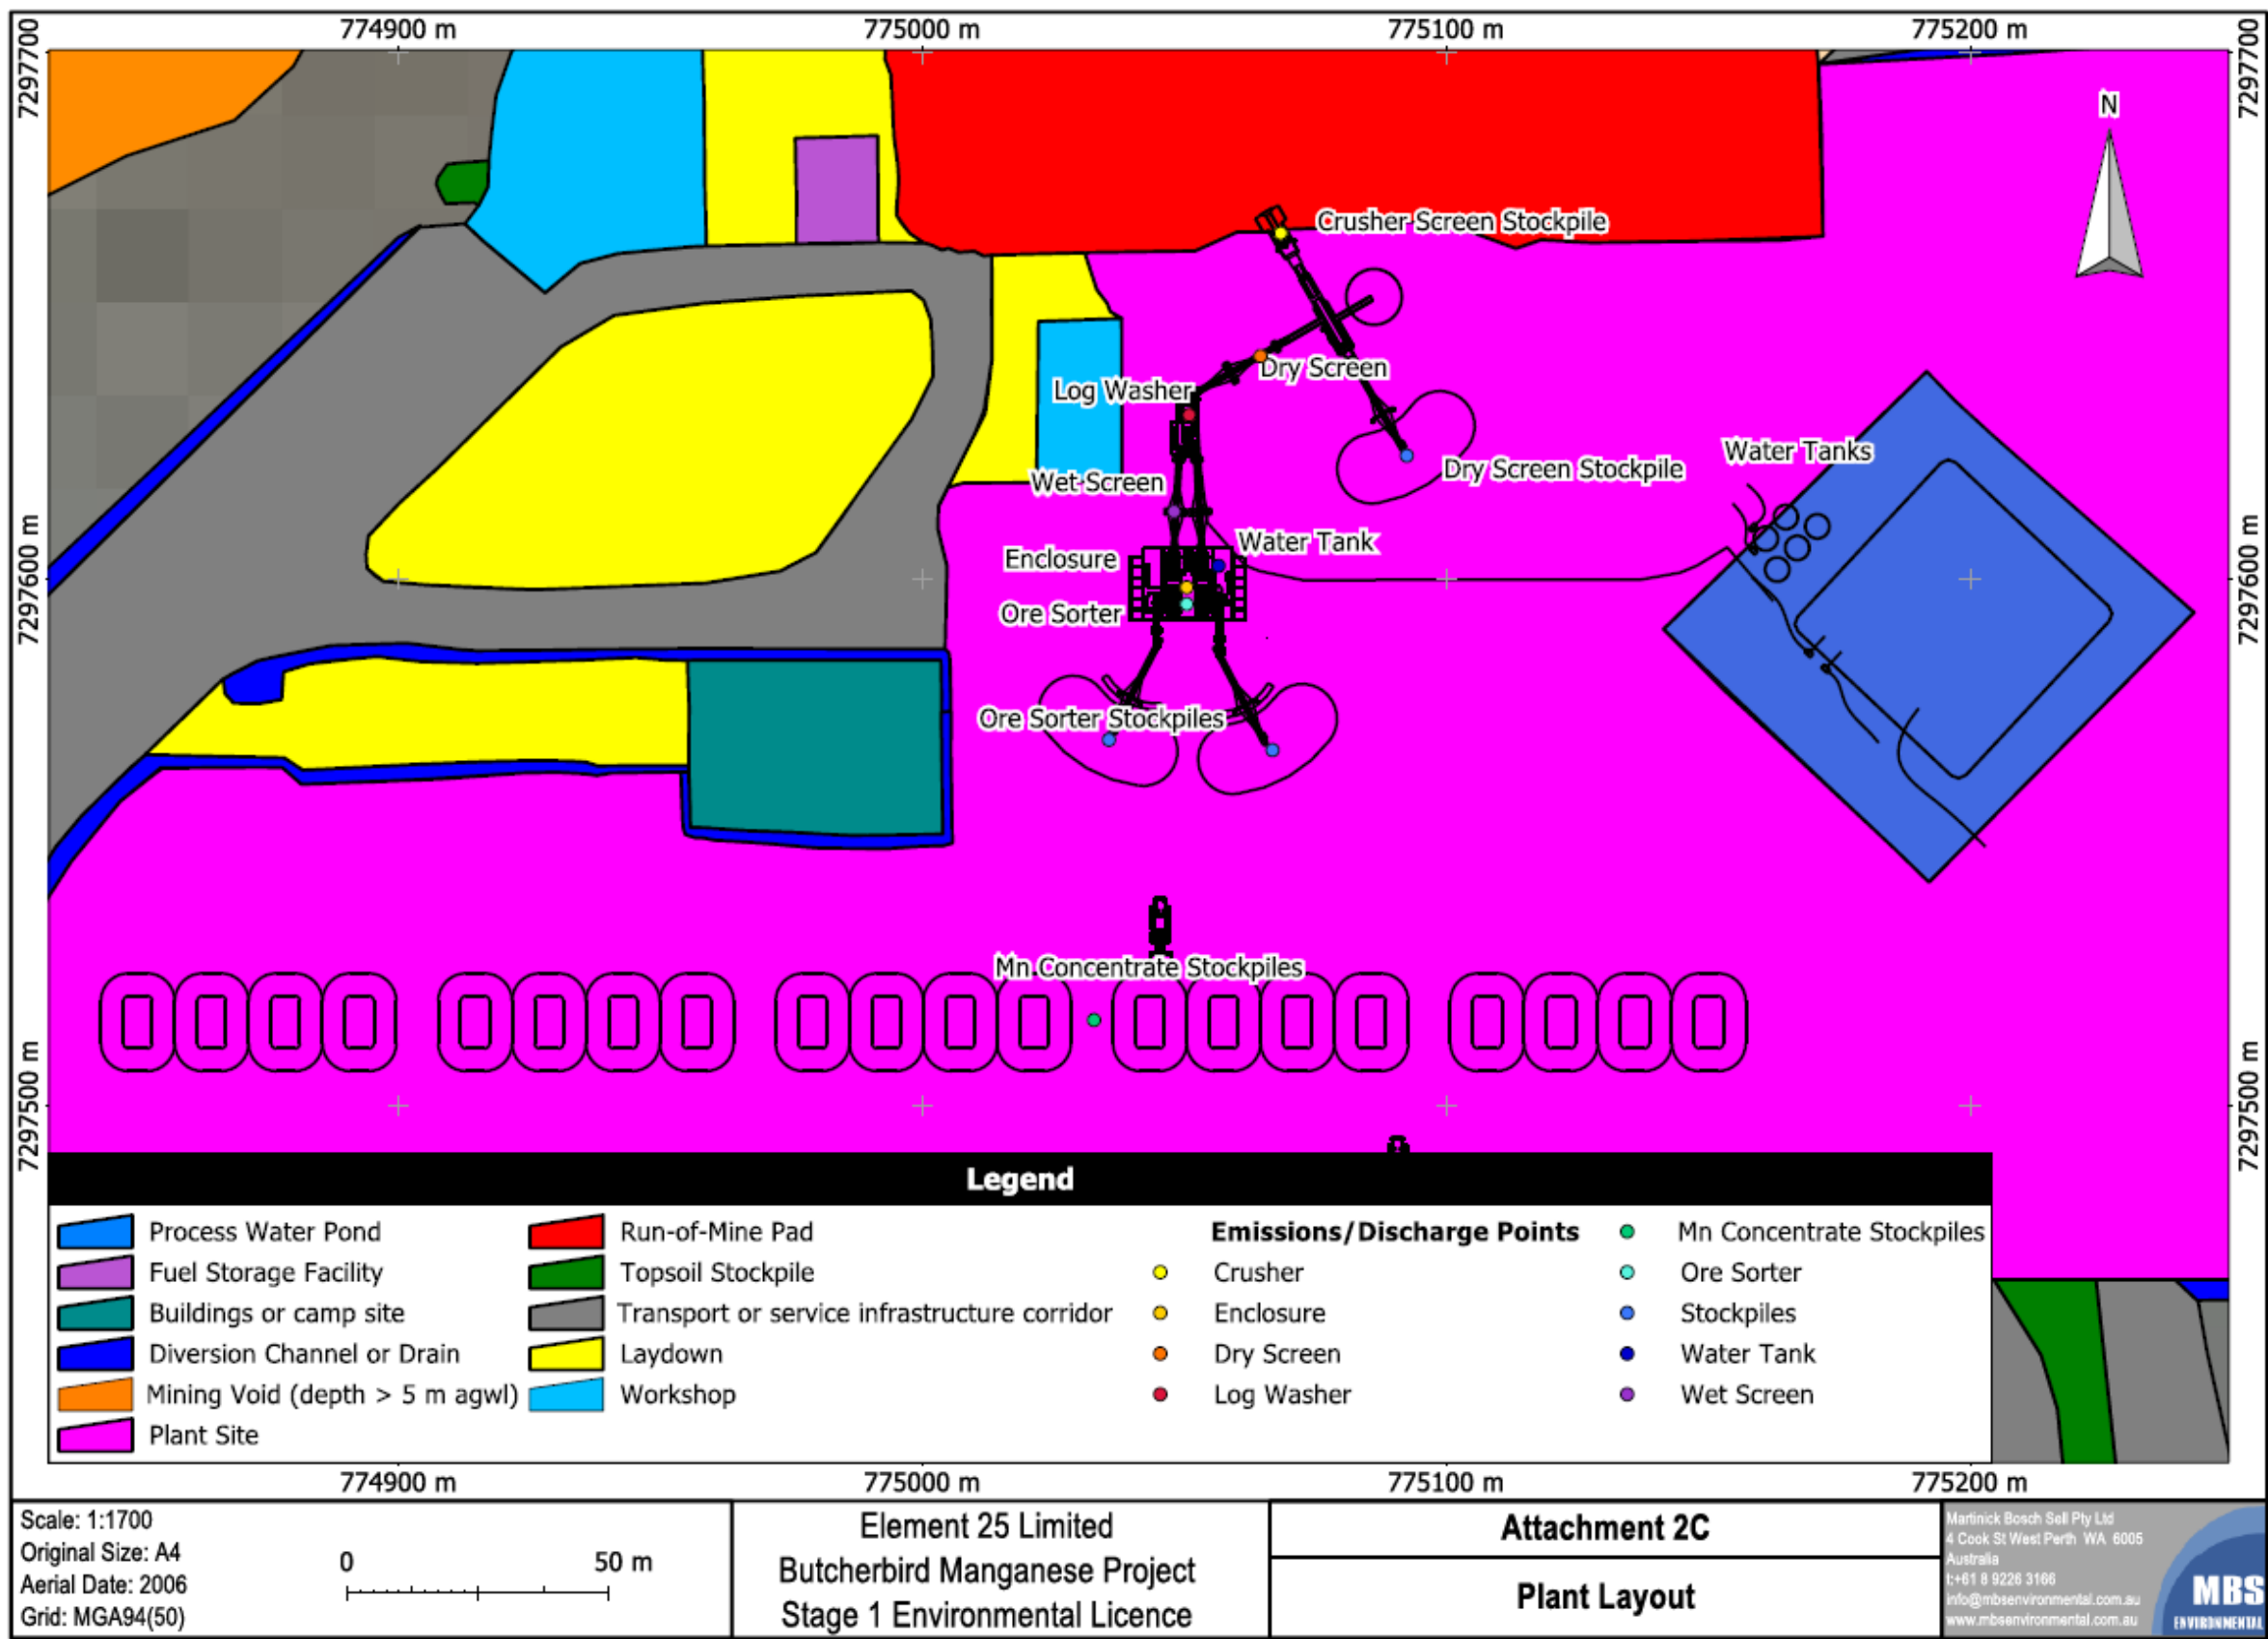 774900 m 775000 m 775100 m 775200 m
7297700 7297700
N
Crusher Screen Stockpile
Dry Screen
Log Washer
Water Tanks
Dry Screen Stockpile
Wet Screen
Water Tank
Enclosure
7297600 m 7297600 m
Ore Sorter
Ore Sorter Stockpiles
Mn Concentrate Stockpiles
7297500 m 7297500 m
Legend
Process Water Pond
Fuel Storage Facility
Buildings or camp site
Diversion Channel or Drain
Mining Void (depth > 5 m agwl)
Plant Site
Run-of-Mine Pad
Topsoil Stockpile
Transport or service infrastructure corridor
Laydown
Workshop
Emissions/Discharge Points
Crusher
Enclosure
Dry Screen
Log Washer
Mn Concentrate Stockpiles
Ore Sorter
Stockpiles
Water Tank
Wet Screen
774900 m 775000 m 775100 m 775200 m
Scale: 1:1700
Original Size: A4
Aerial Date: 2006
Grid: MGA94(50)
0 50 m
Element 25 Limited
Butcherbird Manganese Project
Stage 1 Environmental Licence
Attachment 2C
Plant Layout
Martinick Bosch Sell Pty Ltd
4 Cook St West Perth WA 6005
Australia
t:+61 8 9226 3166
info@mbsenvironmental.com.au
www.mbsenvironmental.com.au
MBS
ENVIRONMENTAL